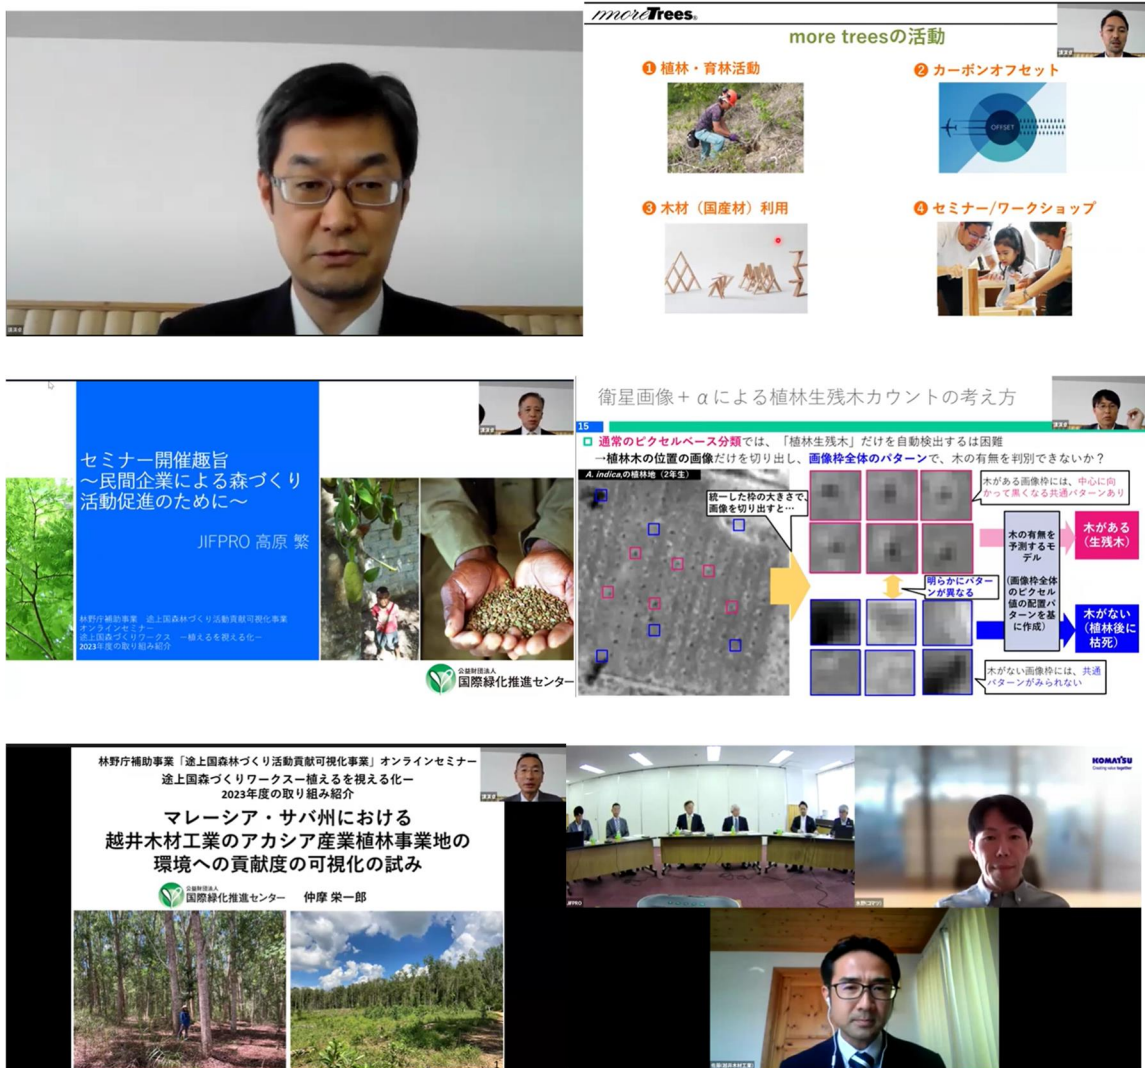 演演者
more Trees®
more treesの活動
❶ 植林・育林活動
❷ カーボンオフセット
OFFSET
❸ 木材（国産材）利用
❹ セミナー/ワークショップ
セミナー開催趣旨
～民間企業による森づくり
活動促進のために～
JIFPRO 高原 繁
林野庁補助事業 途上国森林づくり活動貢献可視化事業
オンラインセミナー
途上国森づくりワークス －植えるを視える化－
2023年度の取り組み紹介
公益財団法人
国際緑化推進センター
衛星画像＋αによる植林生残木カウントの考え方
15
通常のピクセルベース分類では、「植林生残木」だけを自動検出するは困難
→植林木の位置の画像だけを切り出し、画像枠全体のパターンで、木の有無を判別できないか？
A. indica,の植林地（2年生）
統一した枠の大きさで、
画像を切り出すと…
木がある画像枠には、中心に向
かって黒くなる共通パターンあり
木の有無を
予測するモ
デル
(画像枠全体
のピクセル
値の配置パ
ターンを基
に作成)
木がある
（生残木）
明らかにパター
ンが異なる
木がない
（植林後に
枯死）
木がない画像枠には、共通
パターンがみられない
林野庁補助事業「途上国森林づくり活動貢献可視化事業」オンラインセミナー
途上国森づくりワークスー植えるを視える化ー
2023年度の取り組み紹介
マレーシア・サバ州における
越井木材工業のアカシア産業植林事業地の
環境への貢献度の可視化の試み
公益財団法人
国際緑化推進センター
仲摩 栄一郎
JIFPRO
KOMATSU
Creating value together